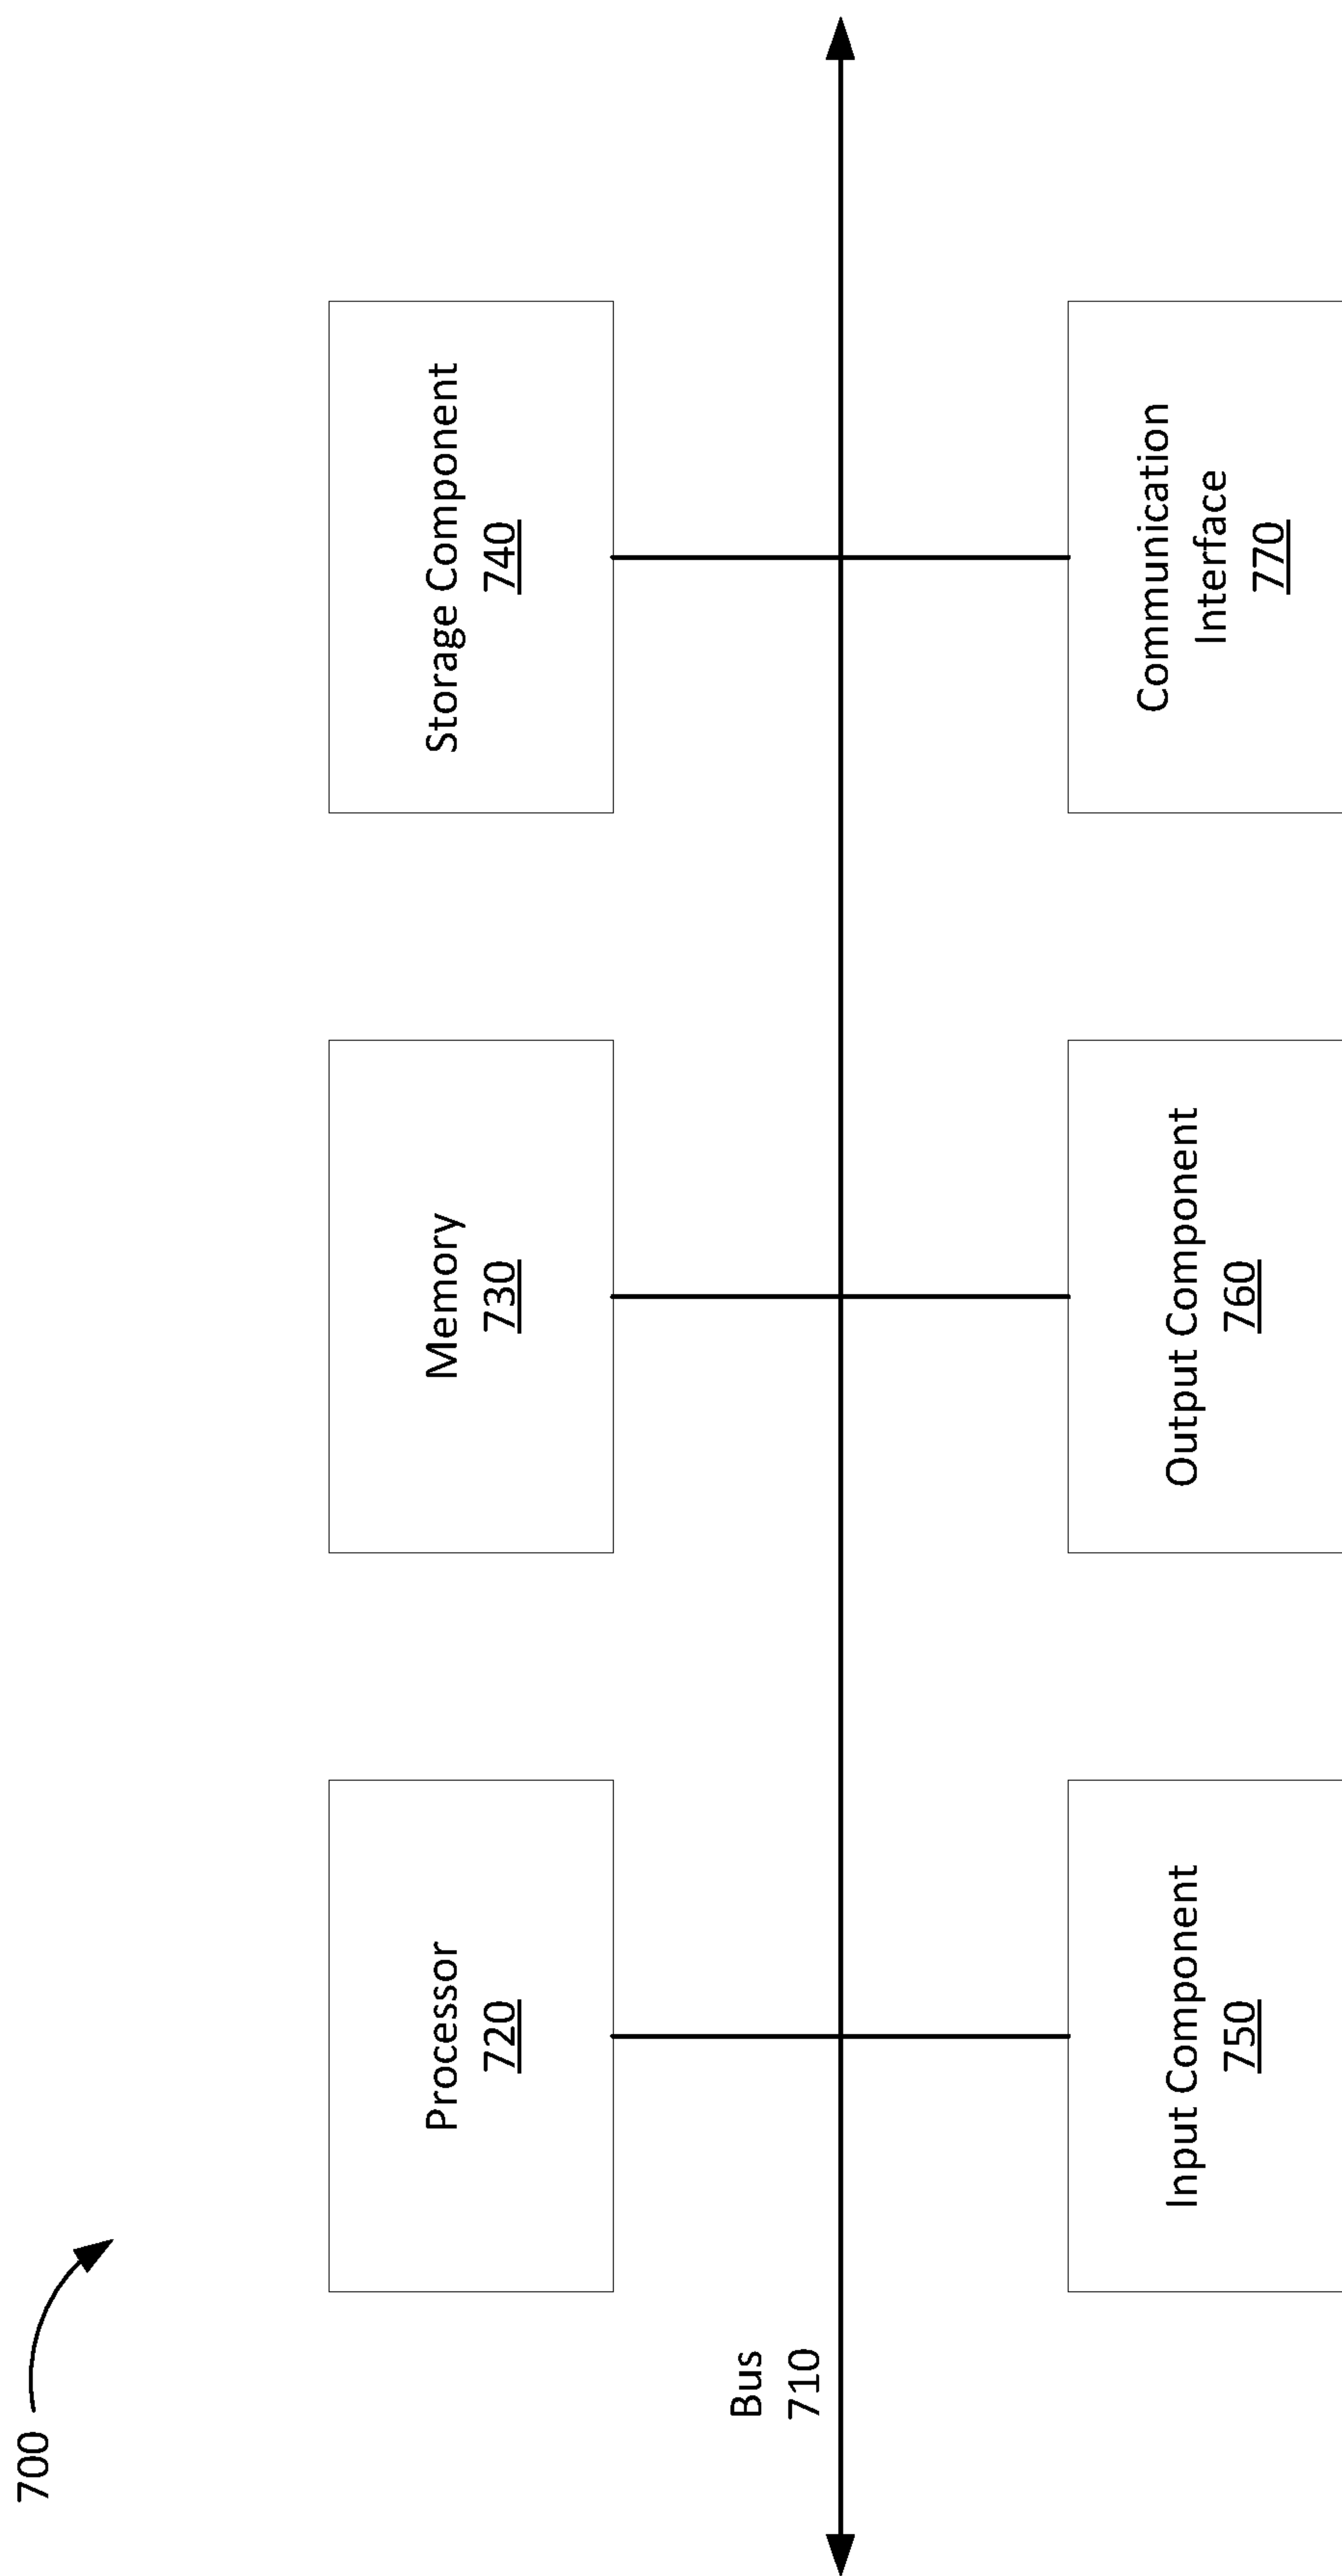 700
Processor
720
Memory
730
Storage Component
740
Bus
710
Input Component
750
Output Component
760
Communication
Interface
770